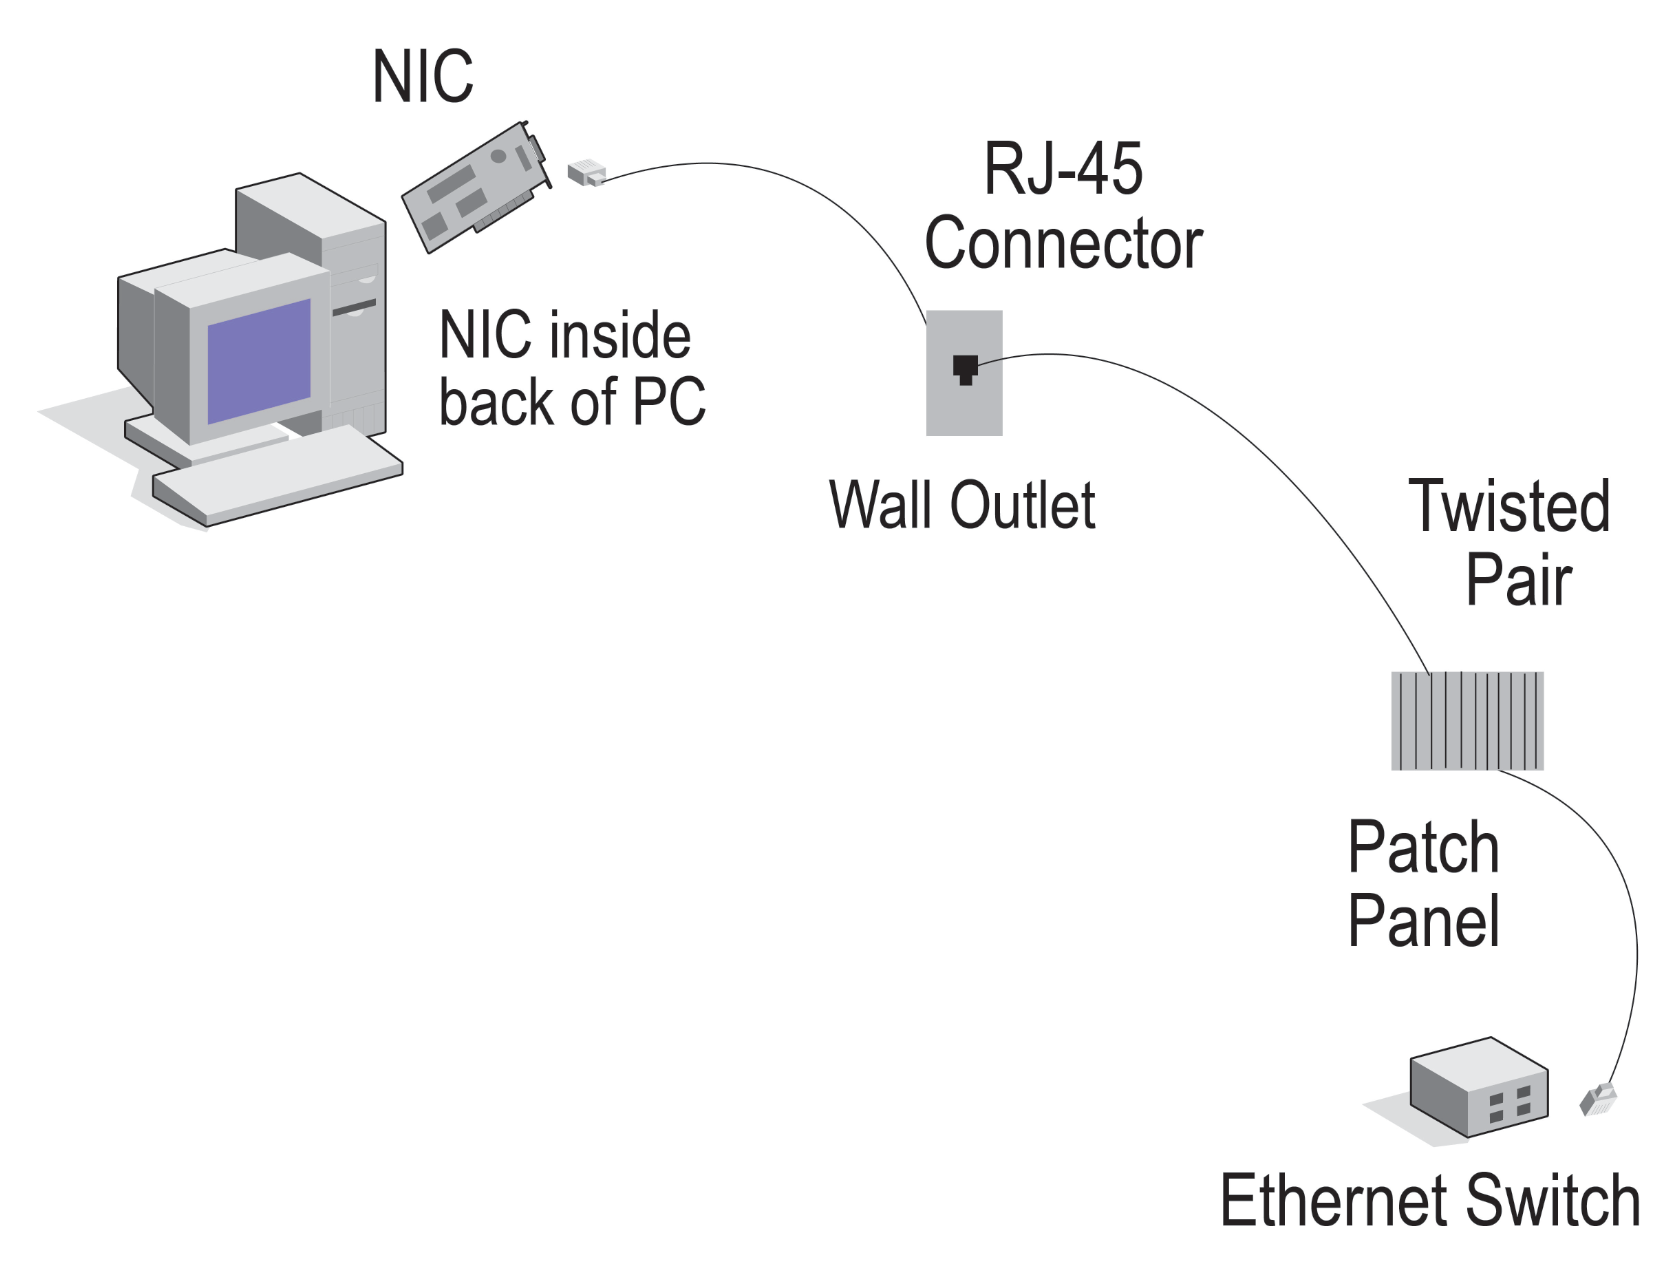 NIC
RJ-45
Connector
NIC inside
back of PC
Wall Outlet
Twisted
Pair
Patch
Panel
Ethernet Switch